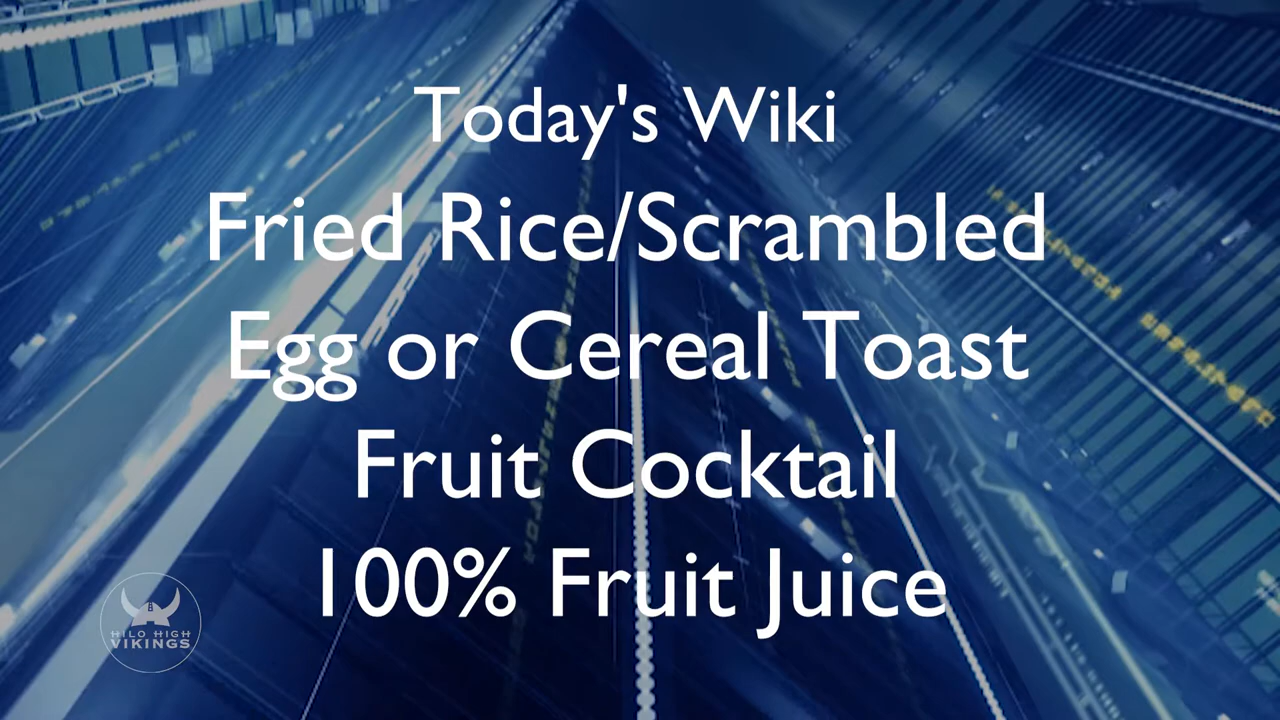 Today's Wiki
Fried Rice/Scrambled
Egg or Cereal Toast
Fruit Cocktail
100% Fruit Juice
HILO HIGH
VIKINGS